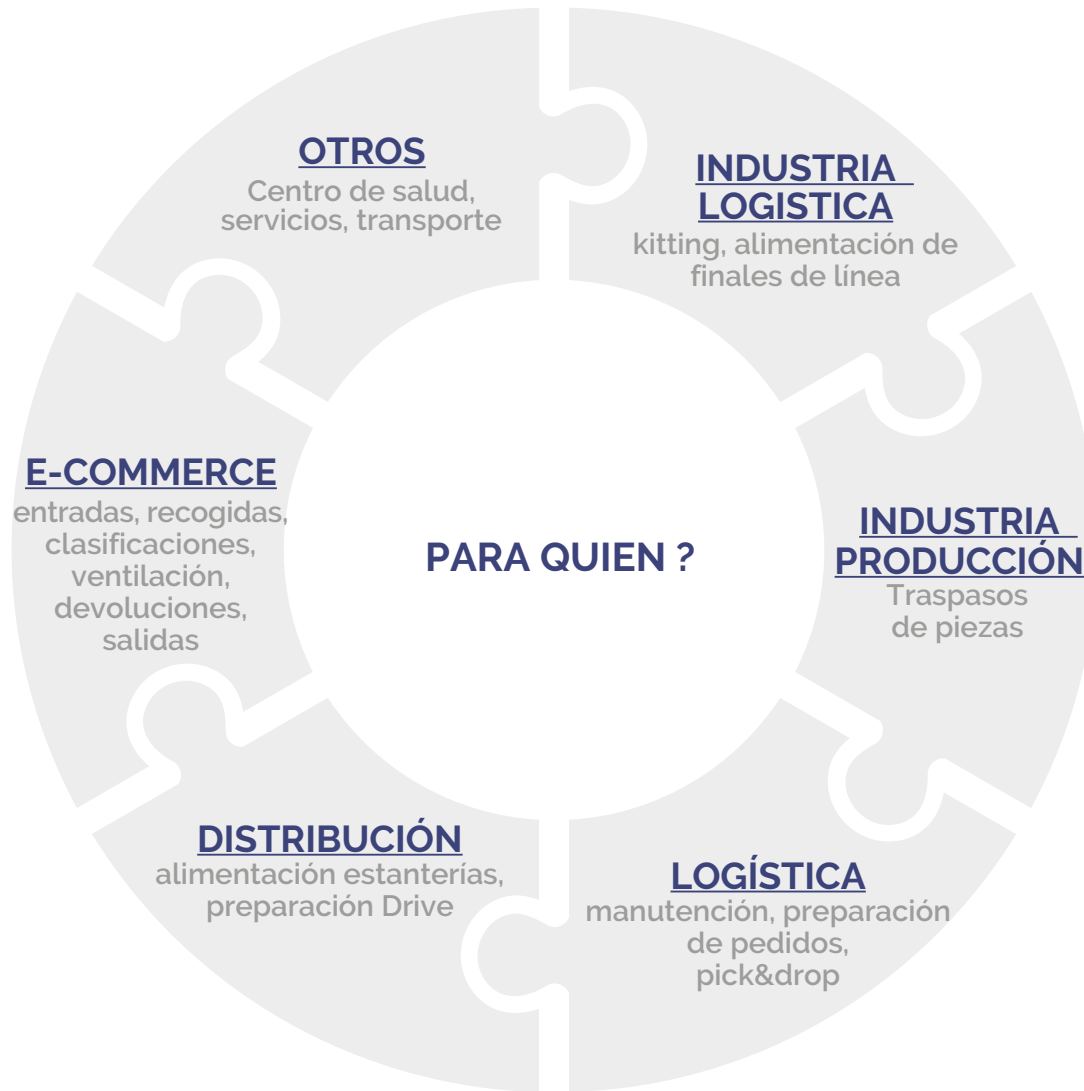 OTROS
Centro de salud,
servicios, transporte
INDUSTRIA
LOGISTICA
kitting, alimentación de
finales de línea
E-COMMERCE
entradas, recogidas,
clasificaciones,
ventilación,
devoluciones,
salidas
PARA QUIEN ?
INDUSTRIA
PRODUCCIÓN
Traspasos
de piezas
DISTRIBUCIÓN
alimentación estanterías,
preparación Drive
LOGÍSTICA
manutención, preparación
de pedidos,
pick&drop